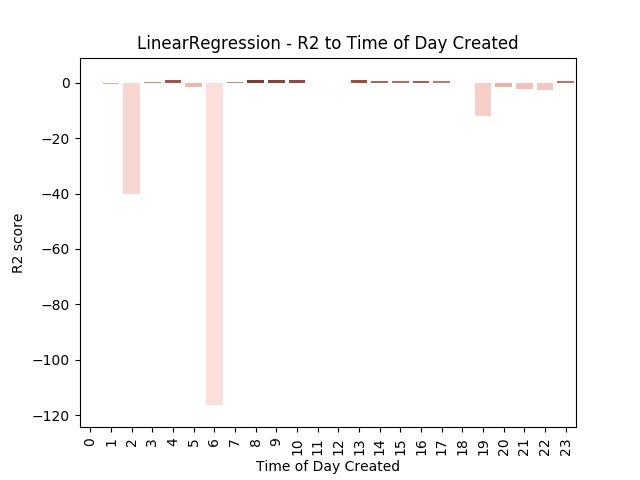 LinearRegression - R2 to Time of Day Created
R2 score
0
−20
−40
−60
−80
−100
−120
0 1 2 3 4 5 6 7 8 9 10 11 12 13 14 15 16 17 18 19 20 21 22 23
Time of Day Created